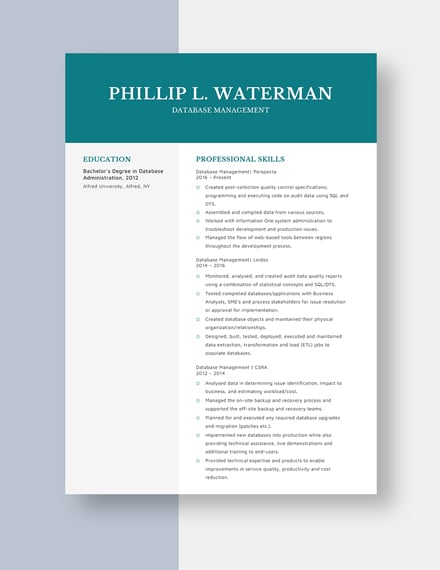 PHILLIP L. WATERMAN
DATABASE MANAGEMENT
EDUCATION
Bachelor's Degree in Database
Administration, 2012
Alfred University, Alfred, NY
PROFESSIONAL SKILLS
Database Management| Perspecta
2016 – Present
Created post-collection quality control specifications;
programming and executing code on audit data using SQL and
DTS.
Assembled and compiled data from various sources.
Worked with Information One system administration to
troubleshoot development and production issues.
Managed the flow of web-based tools between regions
throughout the development process.
Database Management| Leidos
2014 – 2016
Monitored, analysed, and created audit data quality reports
using a combination of statistical concepts and SQL/DTS.
Tested completed databases/applications with Business
Analysts, SME's and process stakeholders for issue resolution
or approval for implementation.
Created database objects and maintained their physical
organization/relationships.
Designed, built, tested, deployed, executed and maintained
data extraction, transformation and load (ETL) jobs to
populate databases.
Database Management | CSRA
2012 – 2014
Analysed data in determining issue identification, impact to
business, and estimating workload/cost.
Managed the on-site backup and recovery process and
supported the off-site backup and recovery teams.
Planned for and executed any required database upgrades
and migration (patches etc.).
Implemented new databases into production while also
providing technical assistance, live demonstrations and
additional training to end-users.
Provided technical expertise and products to enable
improvements in service quality, productivity and cost
reduction.